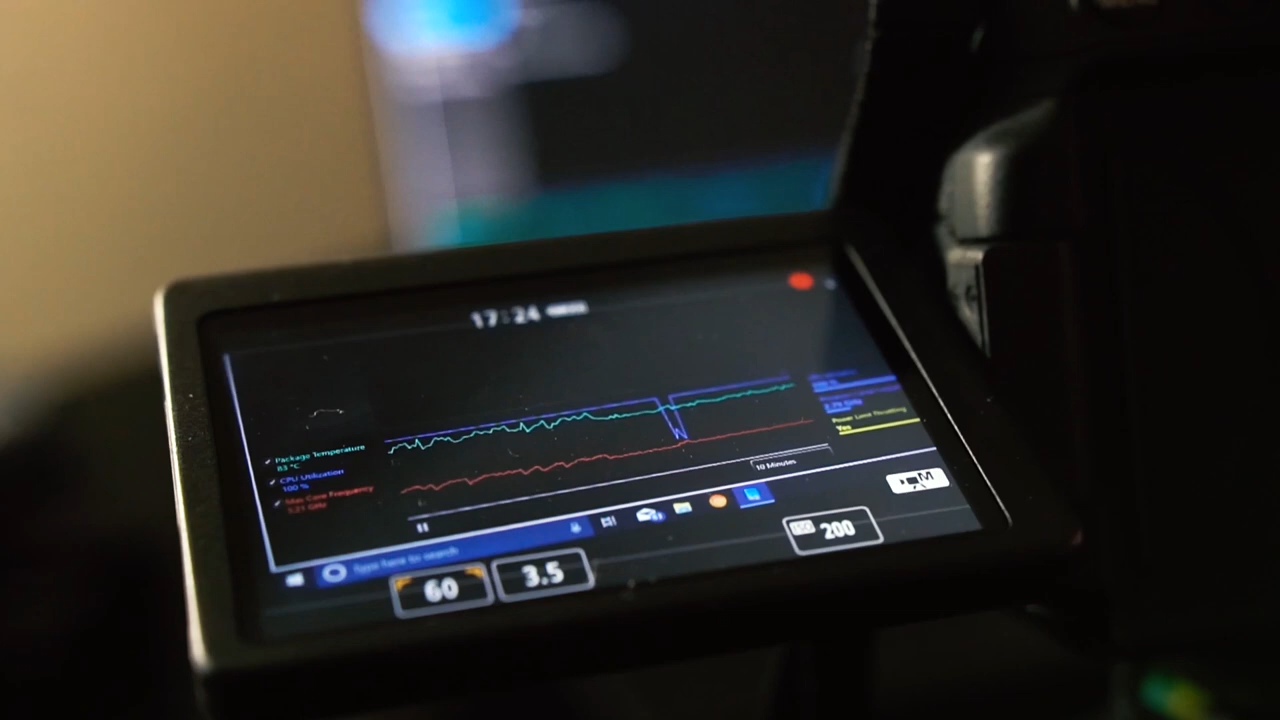 17:24
Package Temperature
83 °C
CPU Utilization
100 %
Max Core Frequency
Power Limit Throttling
Yes
10 Minutes
Type here to search
M
60
3.5
ISO 200